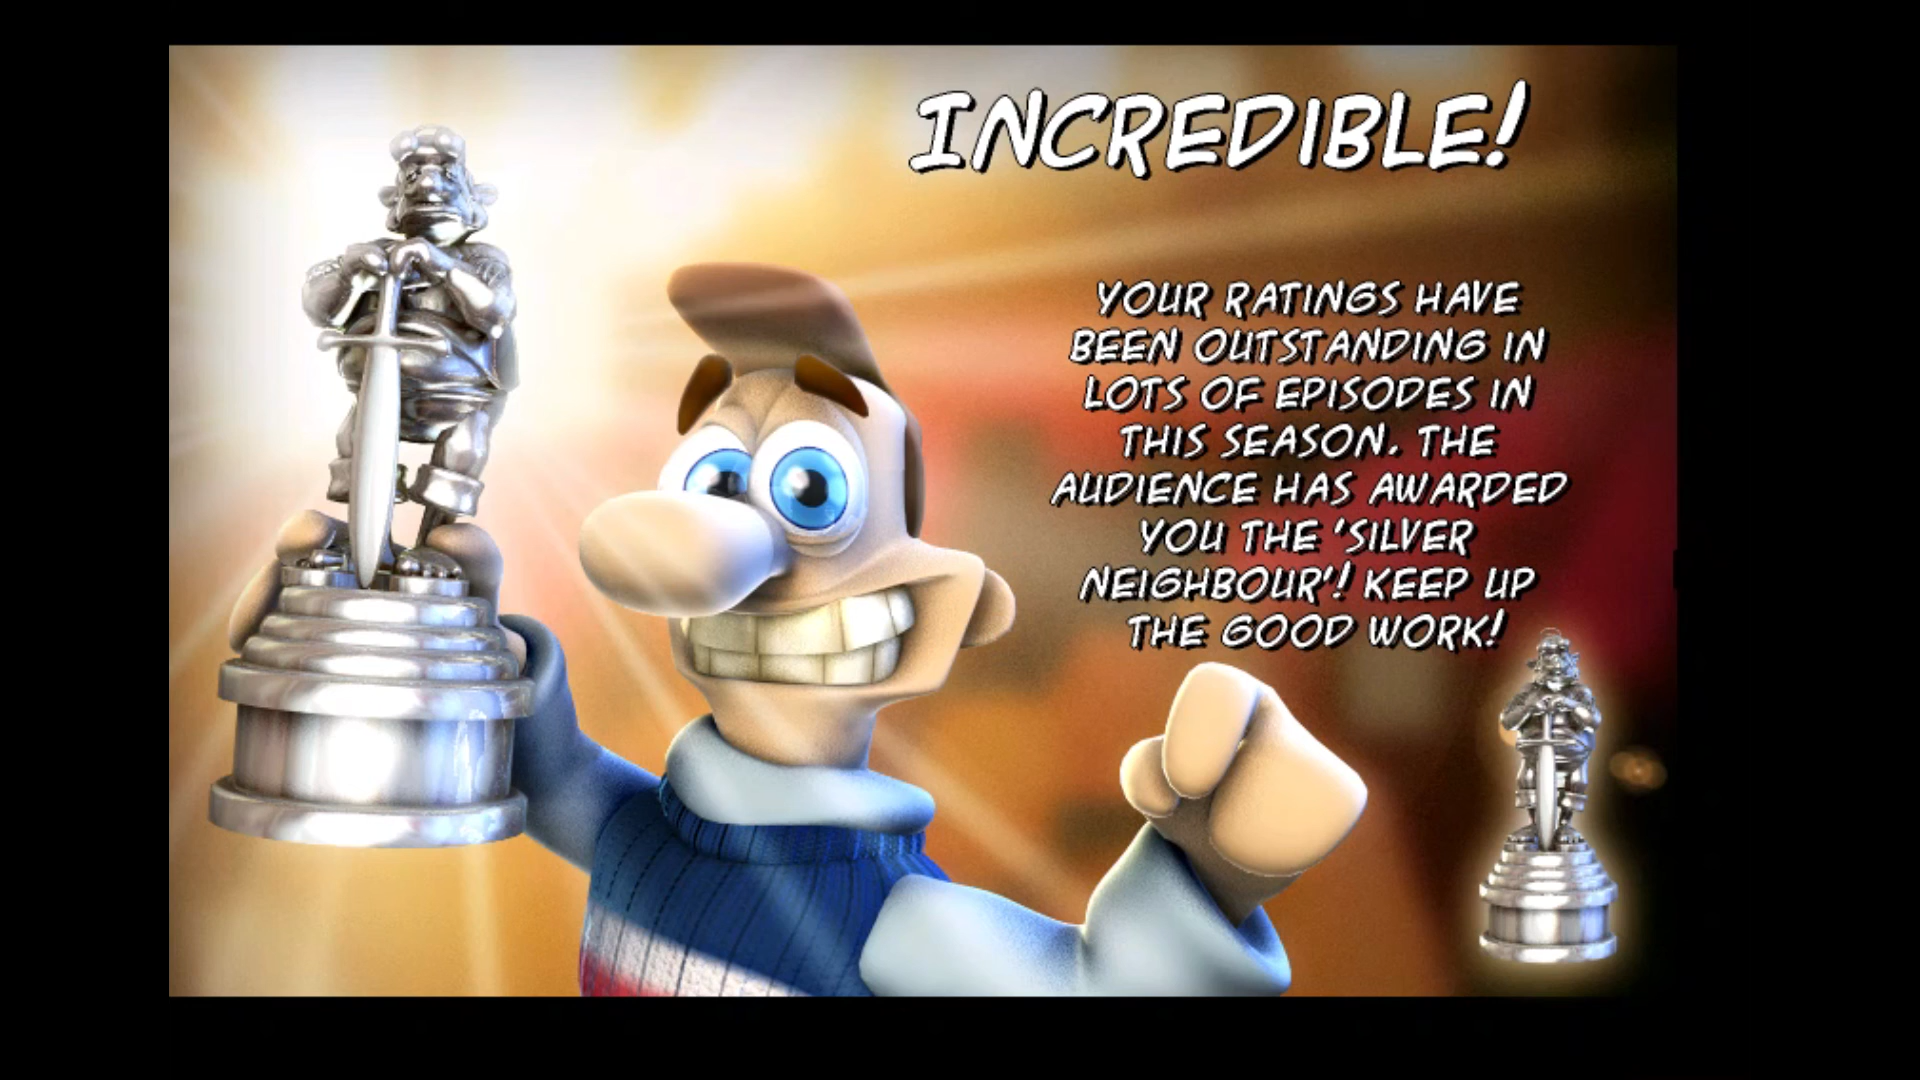 INCREDIBLE!
YOUR RATINGS HAVE
BEEN OUTSTANDING IN
LOTS OF EPISODES IN
THIS SEASON. THE
AUDIENCE HAS AWARDED
YOU THE 'SILVER
NEIGHBOUR'! KEEP UP
THE GOOD WORK!